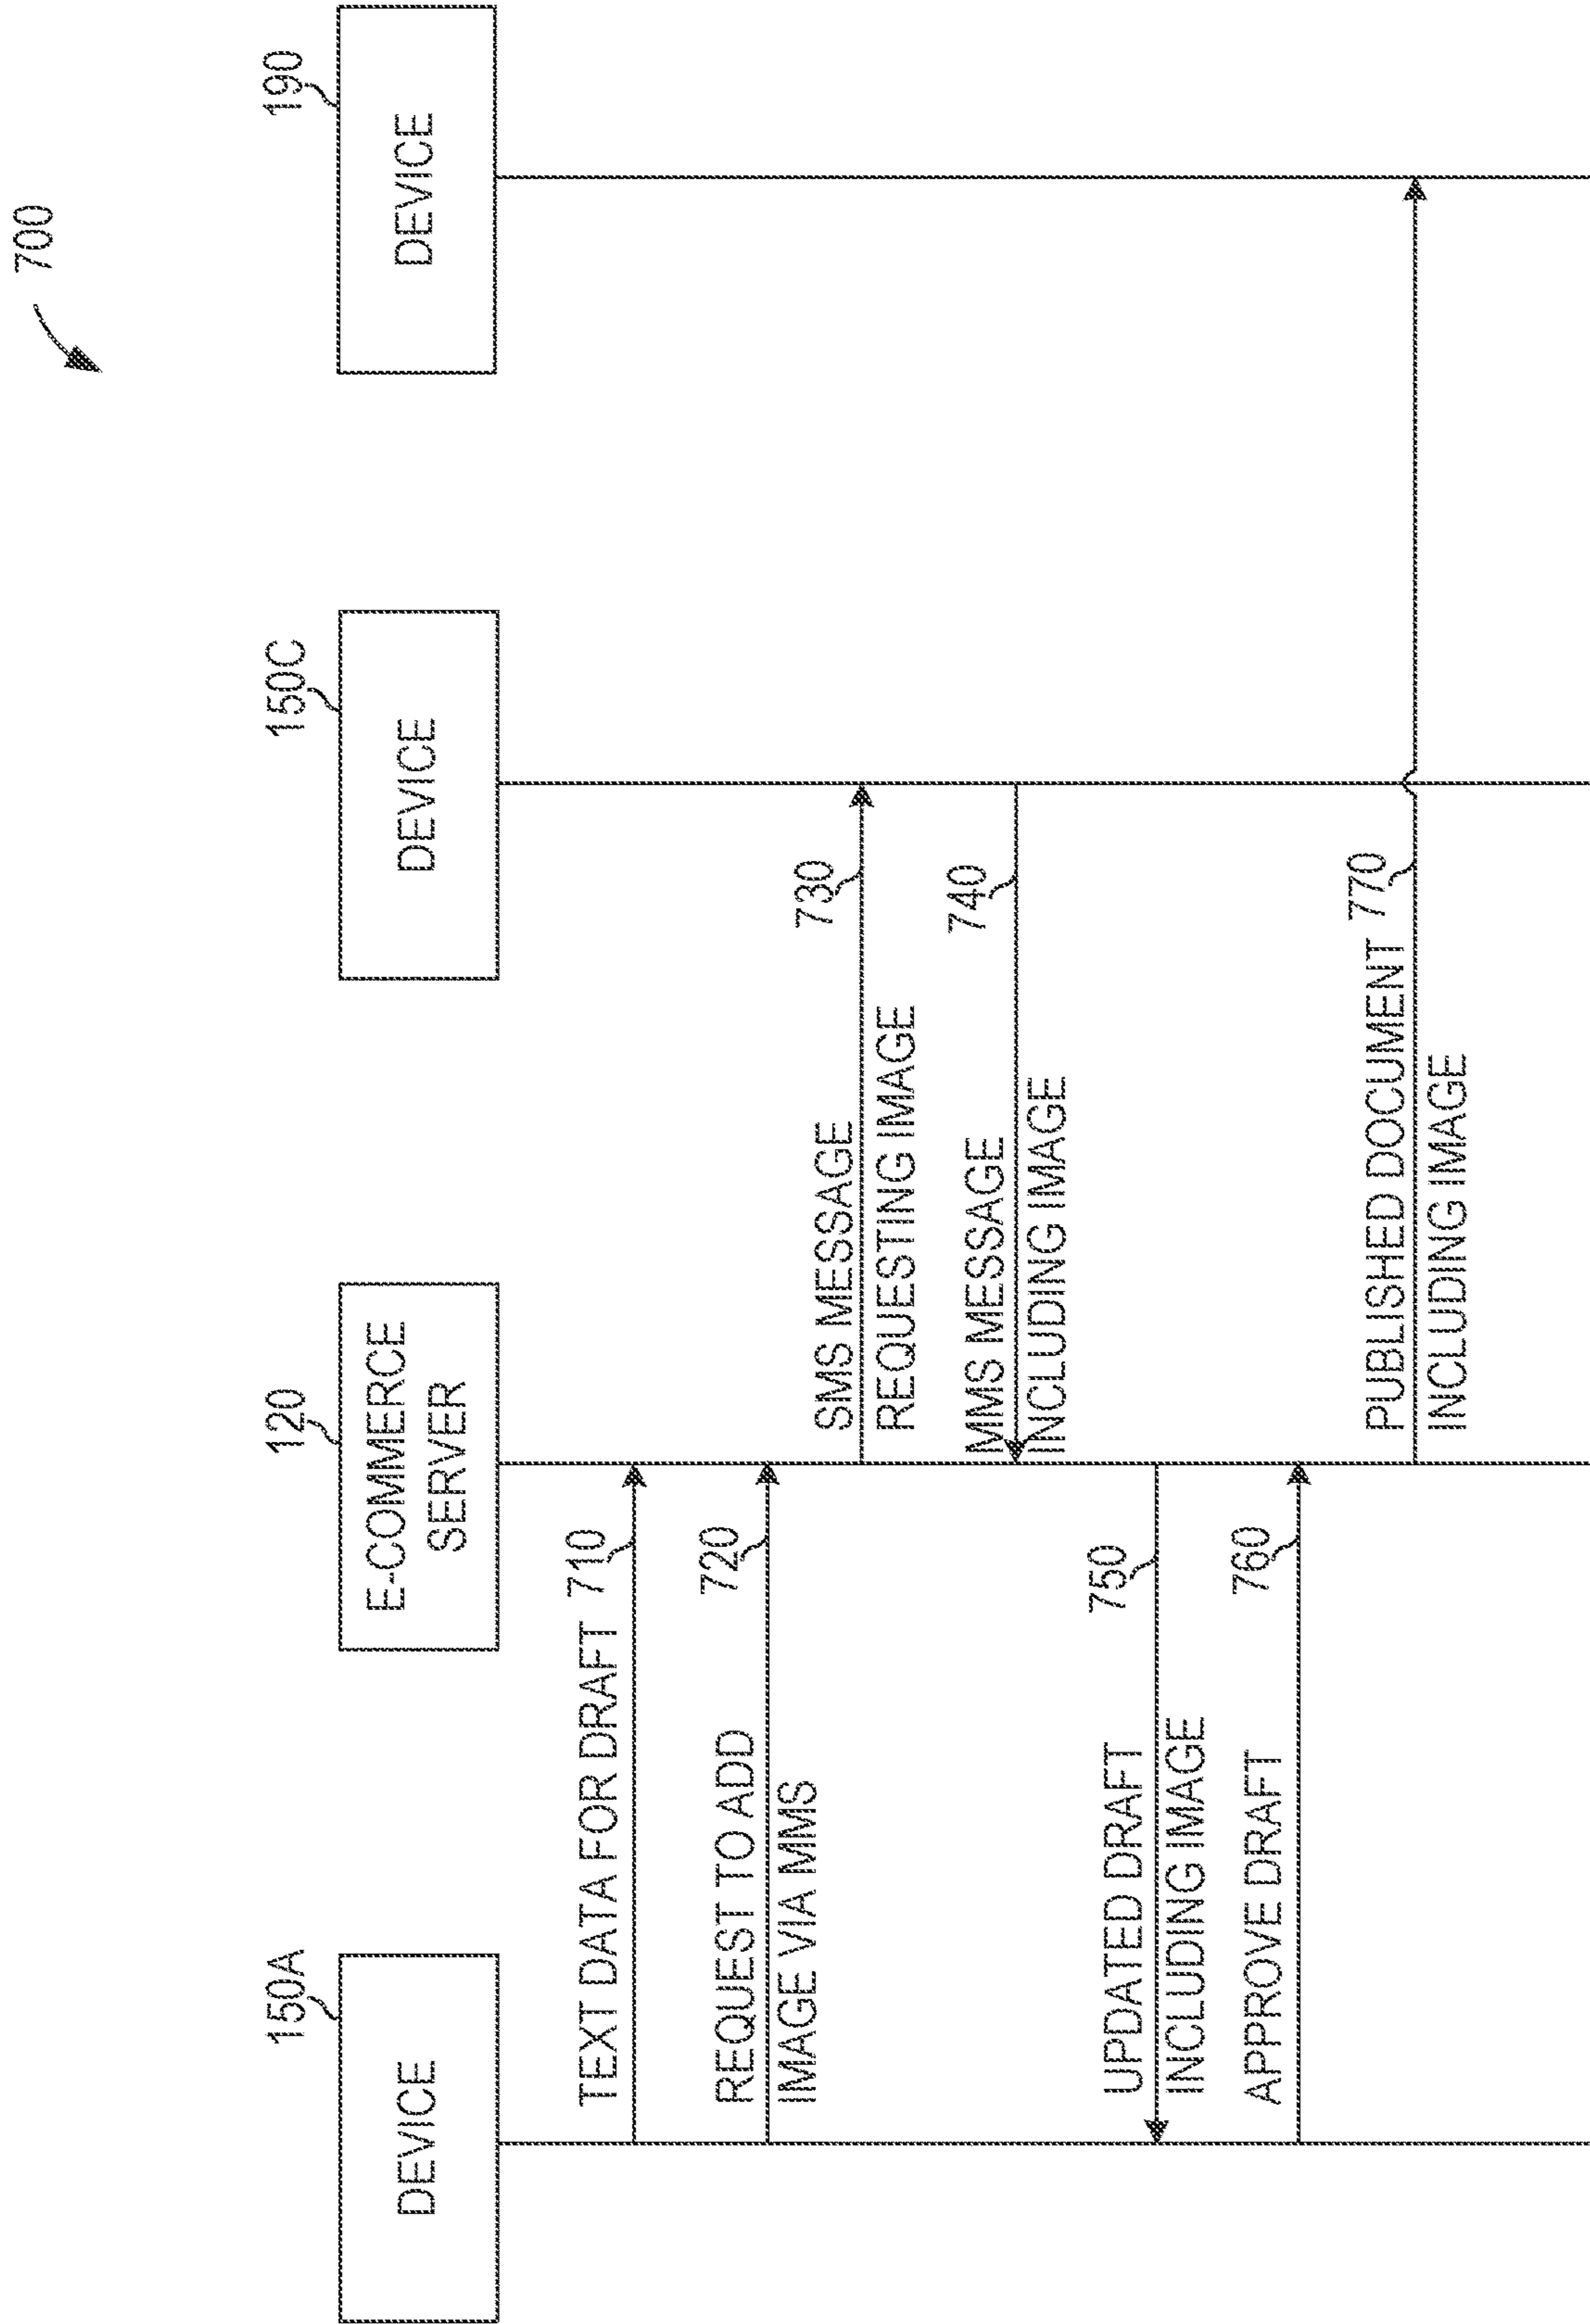 700
150A
120
150C
190
DEVICE
E-COMMERCE
SERVER
DEVICE
DEVICE
TEXT DATA FOR DRAFT 710
REQUEST TO ADD 720
IMAGE VIA MMS
SMS MESSAGE 730
REQUESTING IMAGE
MMS MESSAGE 740
INCLUDING IMAGE
UPDATED DRAFT 750
INCLUDING IMAGE
APPROVE DRAFT 760
PUBLISHED DOCUMENT 770
INCLUDING IMAGE